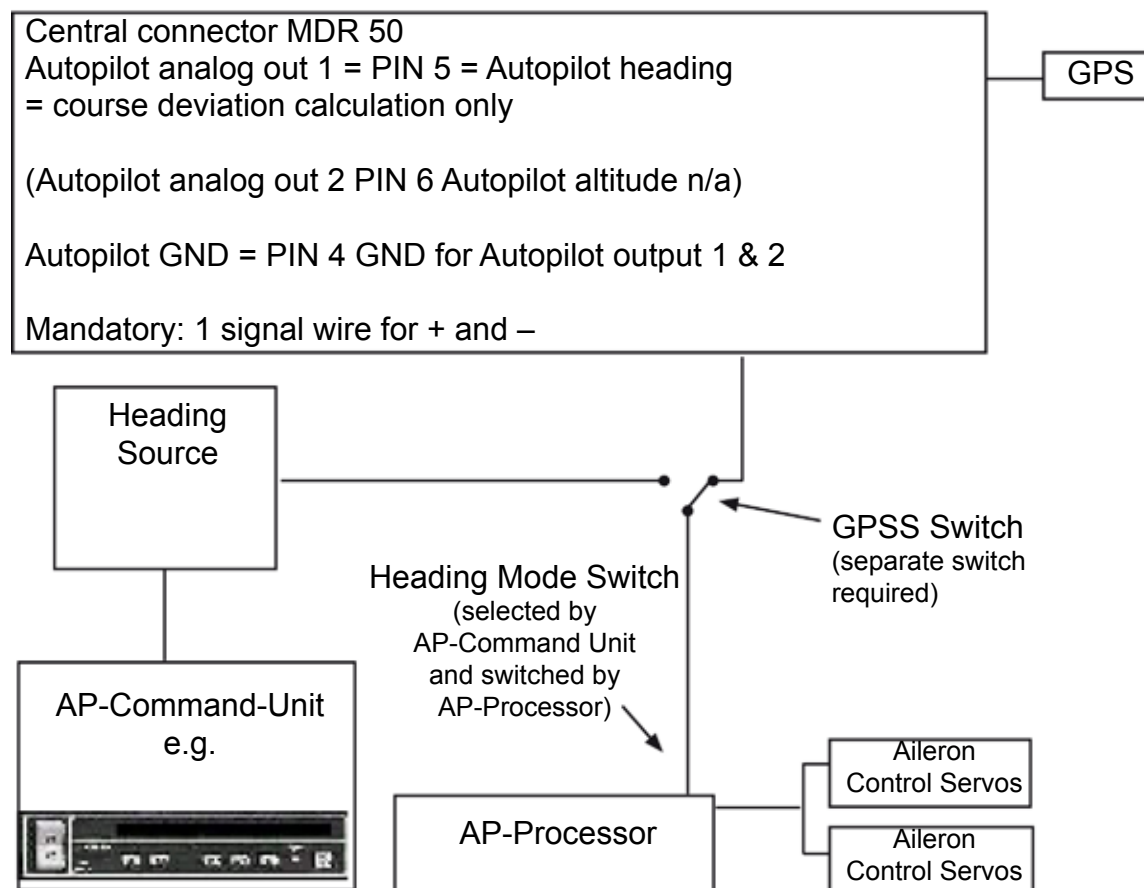 Central connector MDR 50
Autopilot analog out 1 = PIN 5 = Autopilot heading
= course deviation calculation only
(Autopilot analog out 2 PIN 6 Autopilot altitude n/a)
Autopilot GND = PIN 4 GND for Autopilot output 1 & 2
Mandatory: 1 signal wire for + and –
GPS
Heading
Source
GPSS Switch
(separate switch
required)
Heading Mode Switch
(selected by
AP-Command Unit
and switched by
AP-Processor)
AP-Command-Unit
e.g.
AP-Processor
Aileron
Control Servos
Aileron
Control Servos